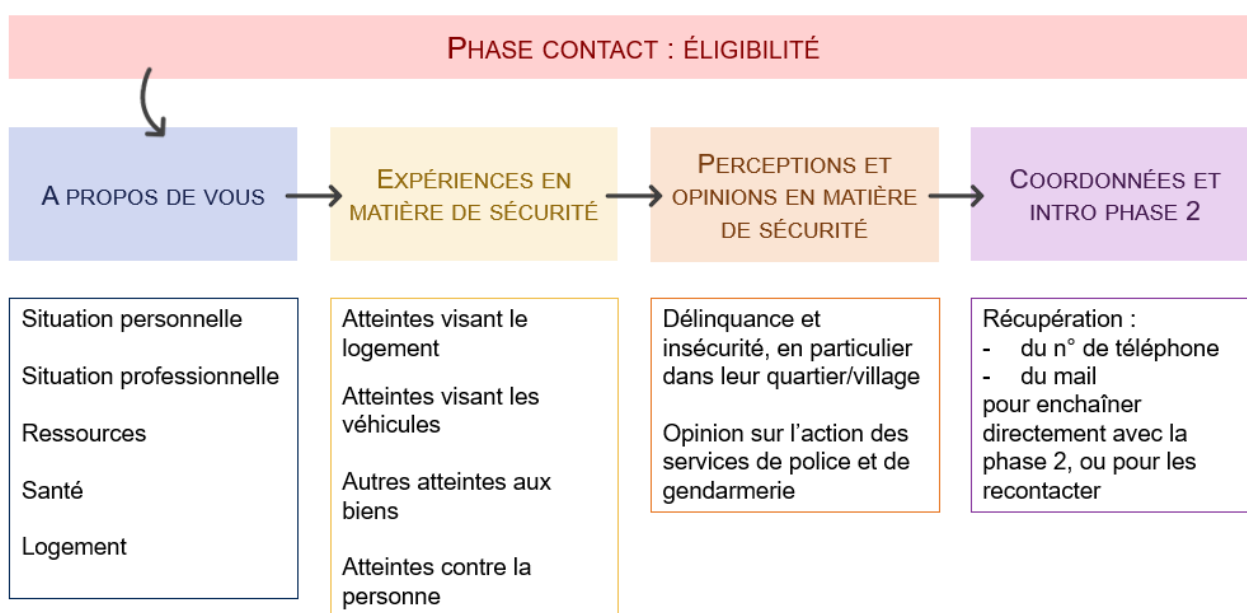 PHASE CONTACT : ÉLIGIBILITÉ
A PROPOS DE VOUS
EXPÉRIENCES EN
MATIÈRE DE SÉCURITÉ
PERCEPTIONS ET
OPINIONS EN MATIÈRE
DE SÉCURITÉ
COORDONNÉES ET
INTRO PHASE 2
Situation personnelle
Situation professionnelle
Ressources
Santé
Logement
Atteintes visant le
logement
Atteintes visant les
véhicules
Autres atteintes aux
biens
Atteintes contre la
personne
Délinquance et
insécurité, en particulier
dans leur quartier/village
Opinion sur l’action des
services de police et de
gendarmerie
Récupération :
- du n° de téléphone
- du mail
pour enchaîner
directement avec la
phase 2, ou pour les
recontacter